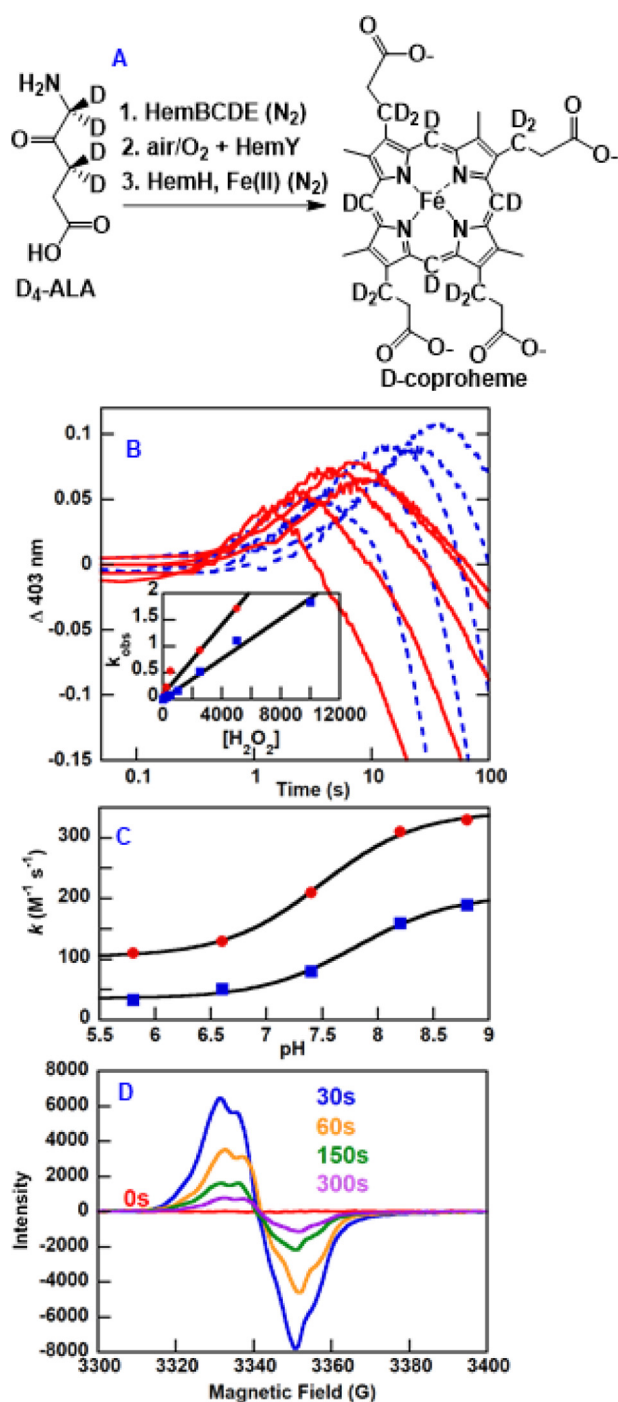 A
H₂N
D
D
O
D
D
HO
O
D₄-ALA
1. HemBCDE (N₂)
2. air/O₂ + HemY
3. HemH, Fe(II) (N₂)
O
O-
CD₂
D
D₂
C
O
O-
N
N
Fe
N
N
DC
CD
C
D
D₂C
D₂C
O
O-
O
O-
D-coproheme
B
0.1
0.05
0
-0.05
-0.1
-0.15
Δ 403 nm
2
1.5
1
0.5
0
kobs
0
4000
8000
12000
[H₂O₂]
0.1
1
10
100
Time (s)
C
300
200
100
0
k (M⁻¹ s⁻¹)
5.5
6
6.5
7
7.5
8
8.5
9
pH
D
8000
6000
4000
2000
0
-2000
-4000
-6000
-8000
Intensity
30s
60s
150s
300s
0s
3300
3320
3340
3360
3380
3400
Magnetic Field (G)